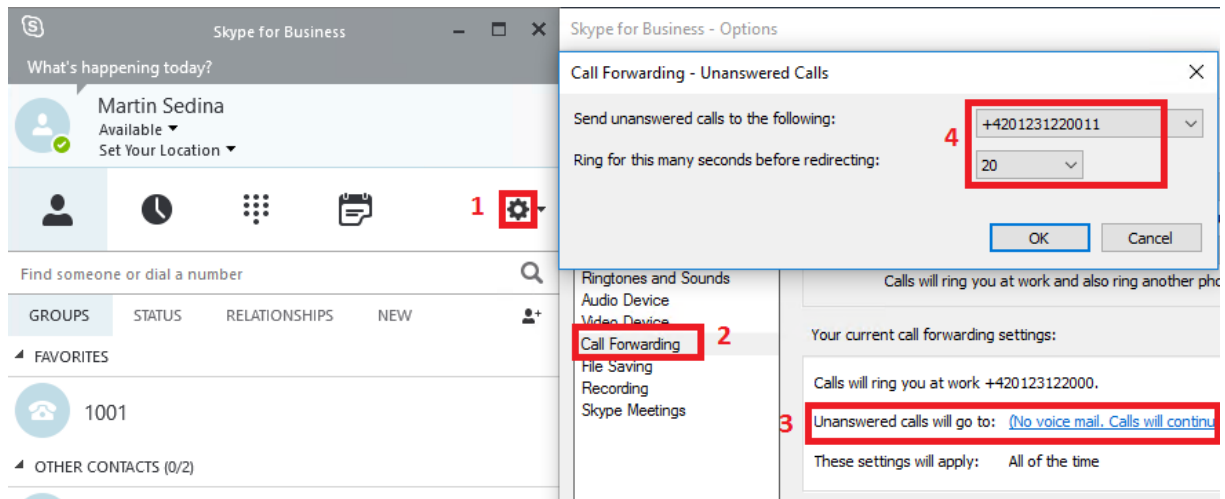 Skype for Business
What's happening today?
Martin Sedina
Available
Set Your Location
1
Find someone or dial a number
GROUPS STATUS RELATIONSHIPS NEW
FAVORITES
1001
OTHER CONTACTS (0/2)
Skype for Business - Options
Call Forwarding - Unanswered Calls
Send unanswered calls to the following: +4201231220011
4
Ring for this many seconds before redirecting: 20
OK Cancel
Ringtones and Sounds
Audio Device
Video Device
Call Forwarding 2
File Saving
Recording
Skype Meetings
Calls will ring you at work and also ring another pho
Your current call forwarding settings:
Calls will ring you at work +420123122000.
3 Unanswered calls will go to: (No voice mail. Calls will continu
These settings will apply: All of the time